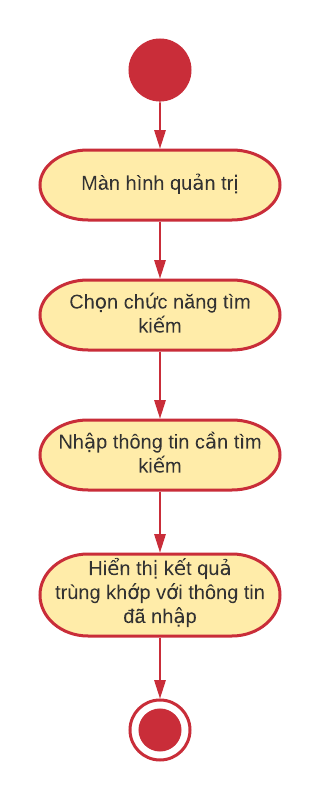 Màn hình quản trị
Chọn chức năng tìm
kiếm
Nhập thông tin cần tìm
kiếm
Hiển thị kết quả
trùng khớp với thông tin
đã nhập